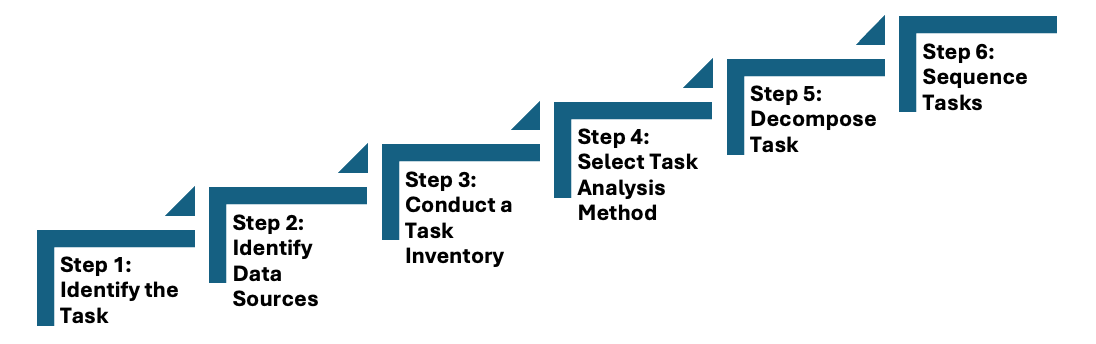 Step 1:
Identify the
Task
Step 2:
Identify
Data
Sources
Step 3:
Conduct a
Task
Inventory
Step 4:
Select Task
Analysis
Method
Step 5:
Decompose
Task
Step 6:
Sequence
Tasks